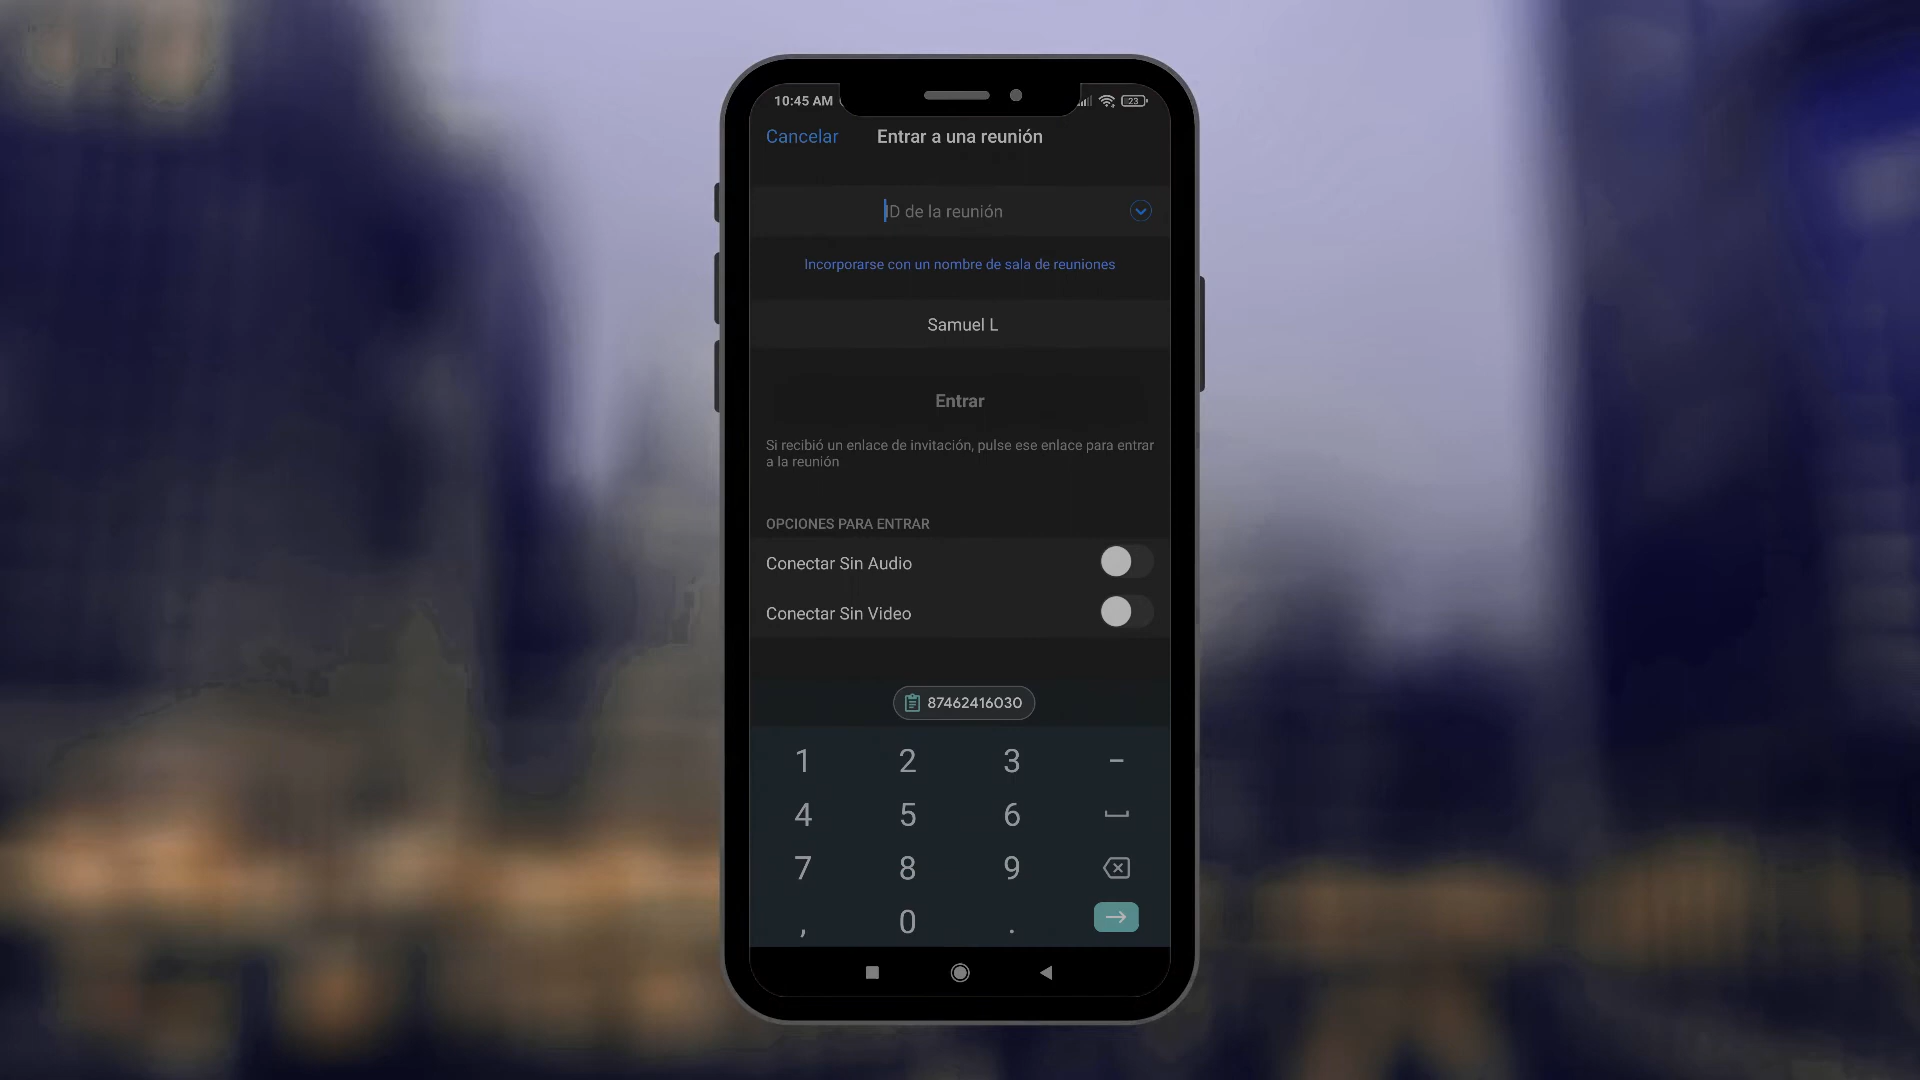 10:45 AM
23
Cancelar
Entrar a una reunión
ID de la reunión
Incorporarse con un nombre de sala de reuniones
Samuel L
Entrar
Si recibió un enlace de invitación, pulse ese enlace para entrar
a la reunión
OPCIONES PARA ENTRAR
Conectar Sin Audio
Conectar Sin Video
87462416030
1 2 3 -
4 5 6
7 8 9
, 0 .